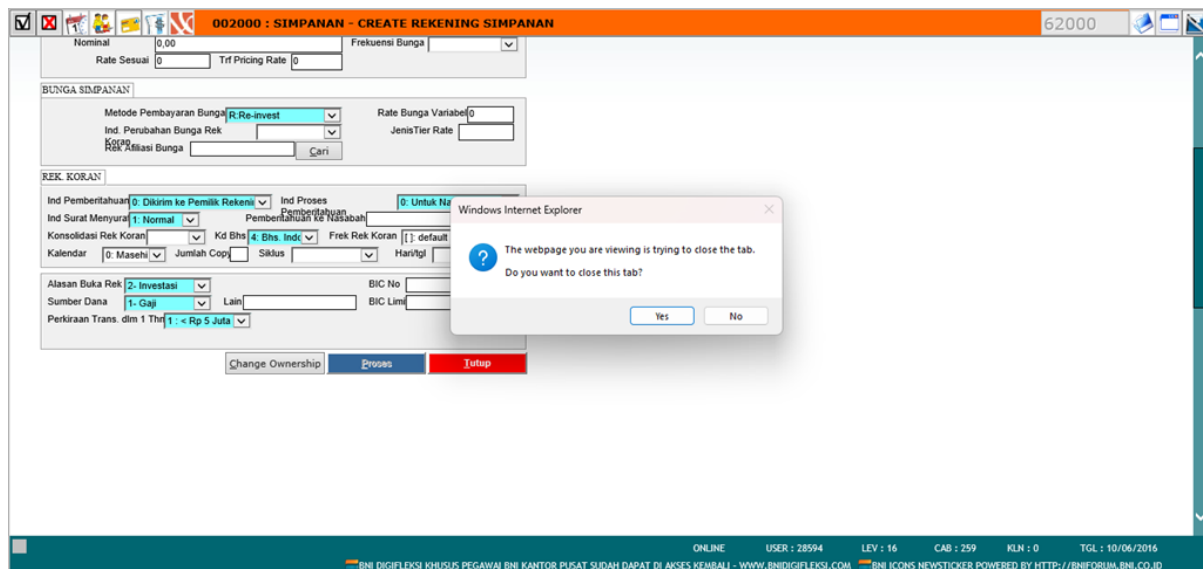 002000 : SIMPANAN - CREATE REKENING SIMPANAN 62000
Nominal 0,00 Frekuensi Bunga
Rate Sesuai 0 Trf Pricing Rate 0
BUNGA SIMPANAN
Metode Pembayaran Bunga R:Re-invest Rate Bunga Variabel 0
Ind. Perubahan Bunga Rek Koran JenisTier Rate
Rek Afiliasi Bunga Cari
REK. KORAN
Ind Pemberitahuan 0: Dikirim ke Pemilik Rekenin Ind Proses Pemberitahuan 0: Untuk Na
Ind Surat Menyurat 1: Normal Pemberitahuan ke Nasabah
Konsolidasi Rek Koran Kd Bhs 4: Bhs. Indo Frek Rek Koran [ ]: default
Kalendar 0: Masehi Jumlah Copy Siklus Hari/tgl
Alasan Buka Rek 2- Investasi BIC No
Sumber Dana 1- Gaji Lain BIC Limi
Perkiraan Trans. dlm 1 Thn 1 : < Rp 5 Juta
Change Ownership Proses Tutup
Windows Internet Explorer
The webpage you are viewing is trying to close the tab.
Do you want to close this tab?
Yes No
ONLINE USER : 28594 LEV : 16 CAB : 259 KLN : 0 TGL : 10/06/2016
BNI DIGIFLEKSI KHUSUS PEGAWAI BNI KANTOR PUSAT SUDAH DAPAT DI AKSES KEMBALI - WWW.BNIDIGIFLEKSI.COM BNI ICONS NEWSTICKER POWERED BY HTTP://BNIFORUM.BNI.CO.ID